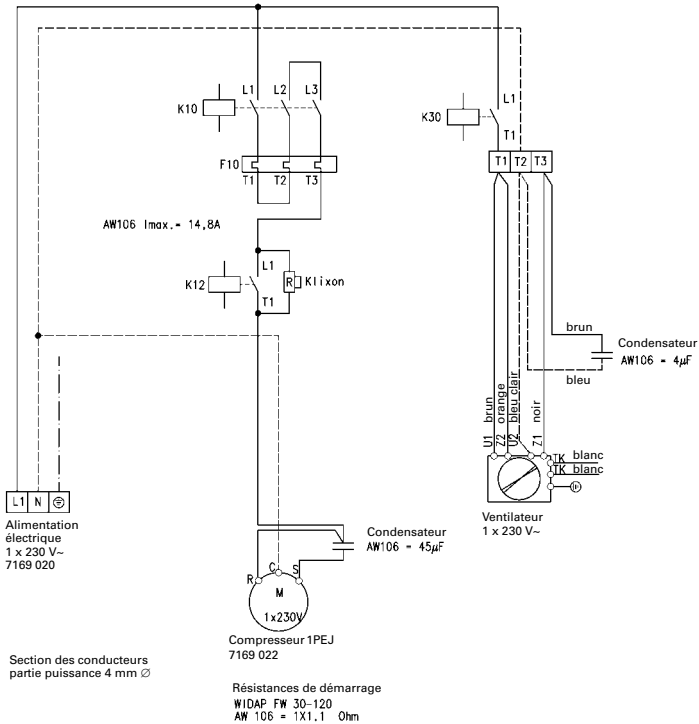 L1 L2 L3
K10
F10
T1 T2 T3
AW106 Imax.= 14,8A
L1
K12
R Klixon
T1
L1
K30
T1
T1 T2 T3
brun
Condensateur
AW106 = 4µF
bleu
U1 brun
Z2 orange
U2 bleu clair
Z1 noir
TK blanc
TK blanc
Ventilateur
1 x 230 V~
L1 N
Alimentation
électrique
1 x 230 V~
7169 020
Condensateur
AW106 = 45µF
R C S
M
1x230V
Compresseur 1PEJ
7169 022
Section des conducteurs
partie puissance 4 mm ∅
Résistances de démarrage
WIDAP FW 30-120
AW 106 = 1X1.1 Ohm